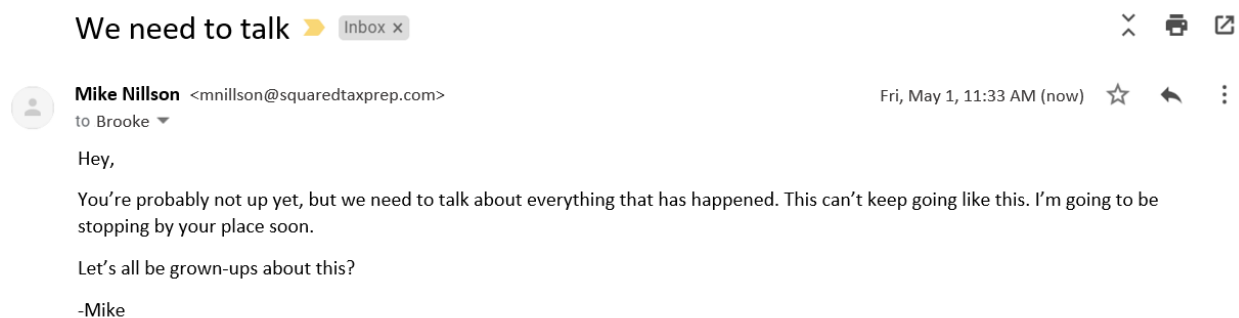 We need to talk Inbox x
Mike Nillson <mnillson@squaredtaxprep.com> Fri, May 1, 11:33 AM (now)
to Brooke
Hey,
You’re probably not up yet, but we need to talk about everything that has happened. This can’t keep going like this. I’m going to be
stopping by your place soon.
Let’s all be grown-ups about this?
-Mike